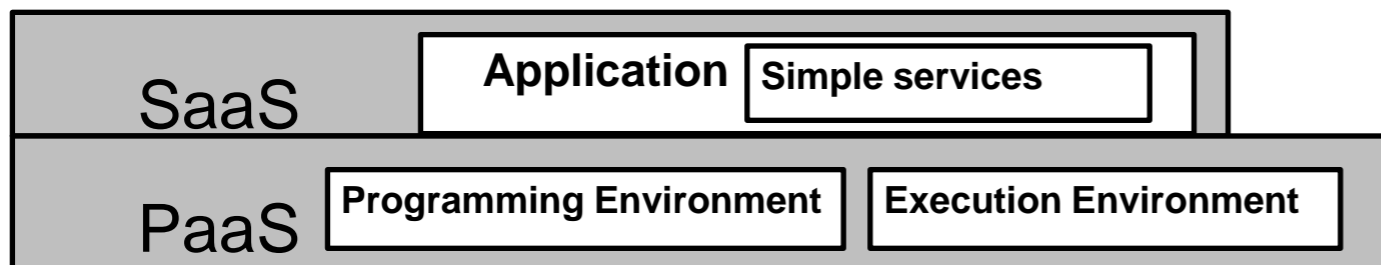 SaaS
Application
Simple services
PaaS
Programming Environment
Execution Environment